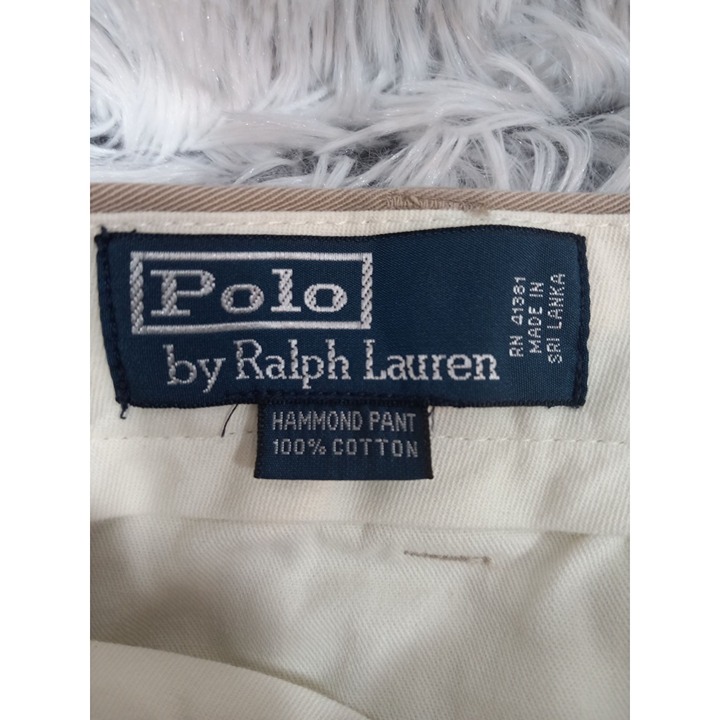 Polo
by Ralph Lauren
RN 41381
MADE IN
SRI LANKA
HAMMOND PANT
100% COTTON